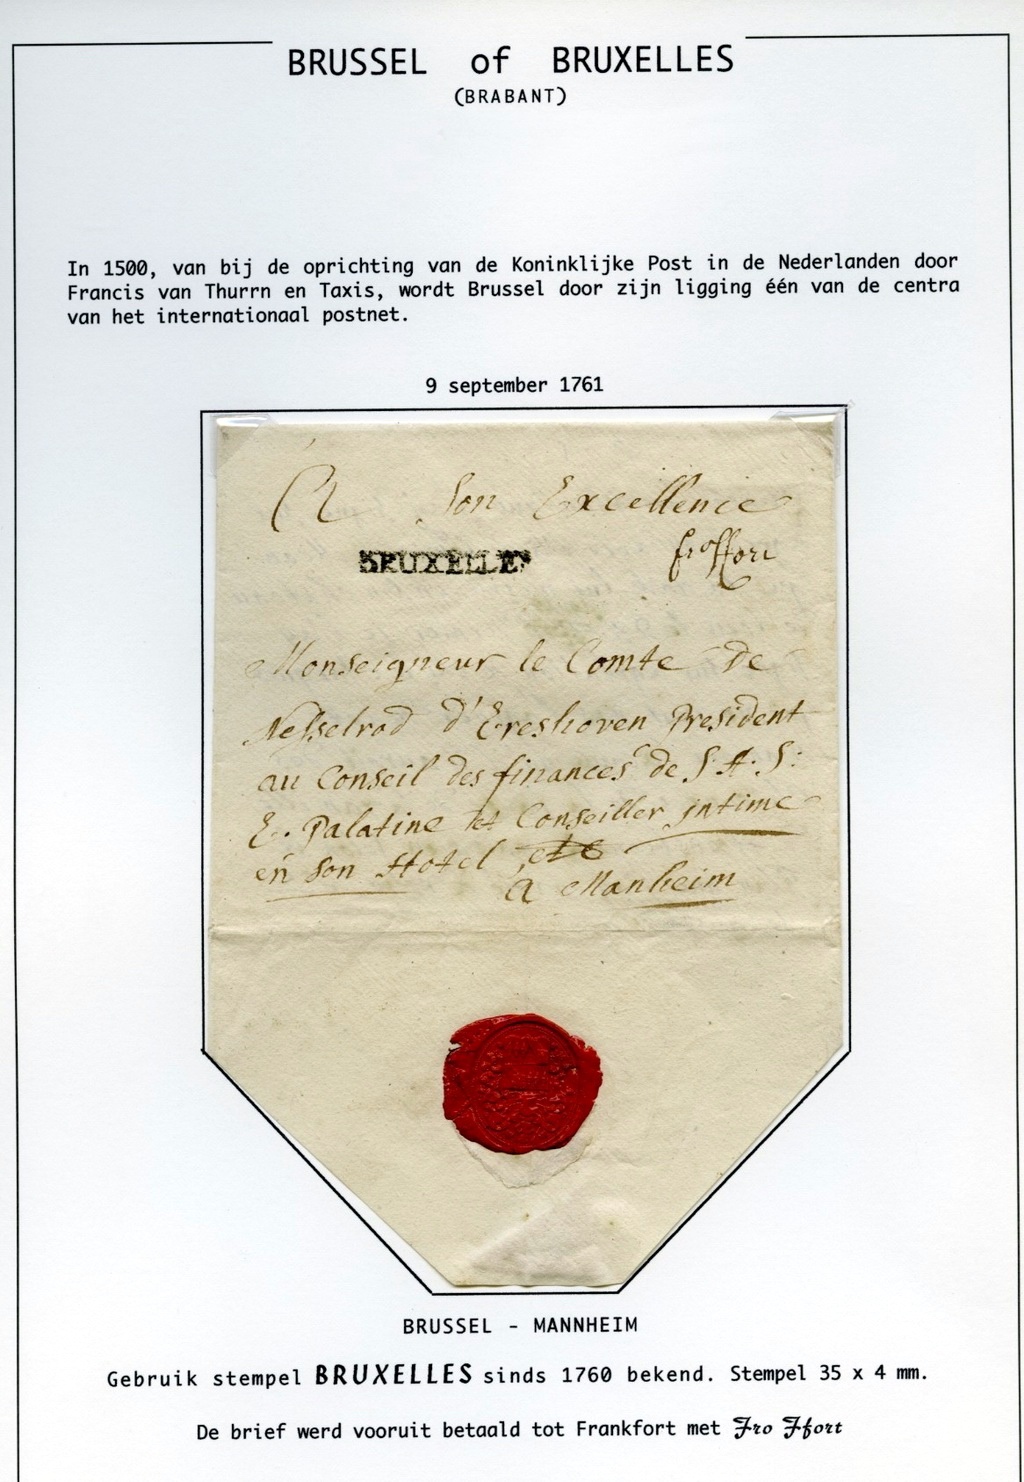 BRUSSEL of BRUXELLES
(BRABANT)
In 1500, van bij de oprichting van de Koninklijke Post in de Nederlanden door
Francis van Thurrn en Taxis, wordt Brussel door zijn ligging één van de centra
van het internationaal postnet.
9 september 1761
A Son Excellence
BRUXELLES
fro ffort
Monseigneur le Comte De
Nesselrod d'Ereshoven President
au Conseil des finances de S: A: S:
E. Palatine et Conseiller intime
en son Hotel etc
a Manheim
BRUSSEL - MANNHEIM
Gebruik stempel BRUXELLES sinds 1760 bekend. Stempel 35 x 4 mm.
De brief werd vooruit betaald tot Frankfort met Fro Ffort